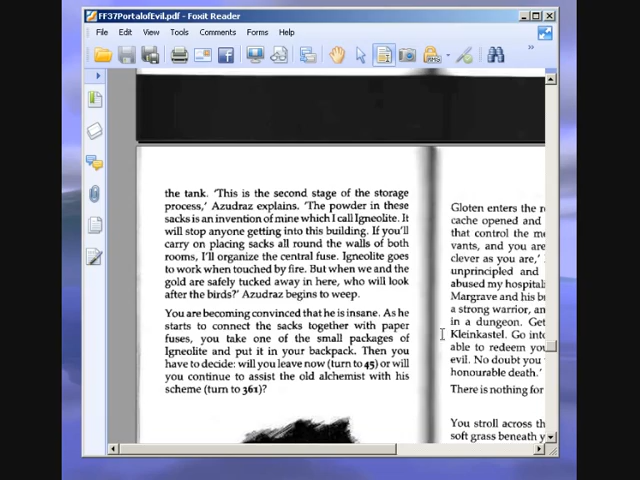 FF37PortalofEvil.pdf - Foxit Reader
File Edit View Tools Comments Forms Help
the tank. 'This is the second stage of the storage
process,' Azudraz explains. 'The powder in these
sacks is an invention of mine which I call Igneolite. It
will stop anyone getting into this building. If you'll
carry on placing sacks all round the walls of both
rooms, I'll organize the central fuse. Igneolite goes
to work when touched by fire. But when we and the
gold are safely tucked away in here, who will look
after the birds?' Azudraz begins to weep.
You are becoming convinced that he is insane. As he
starts to connect the sacks together with paper
fuses, you take one of the small packages of
Igneolite and put it in your backpack. Then you
have to decide: will you leave now (turn to 45) or will
you continue to assist the old alchemist with his
scheme (turn to 361)?
Gloten enters the
cache opened and
that control the
vants, and you are
clever as you are,'
unprincipled and
abused my
Margrave and his
a strong warrior,
in a dungeon. Get
Kleinkastel. Go
able to redeem
evil. No doubt
honourable death.'
There is nothing for
You stroll across
soft grass beneath